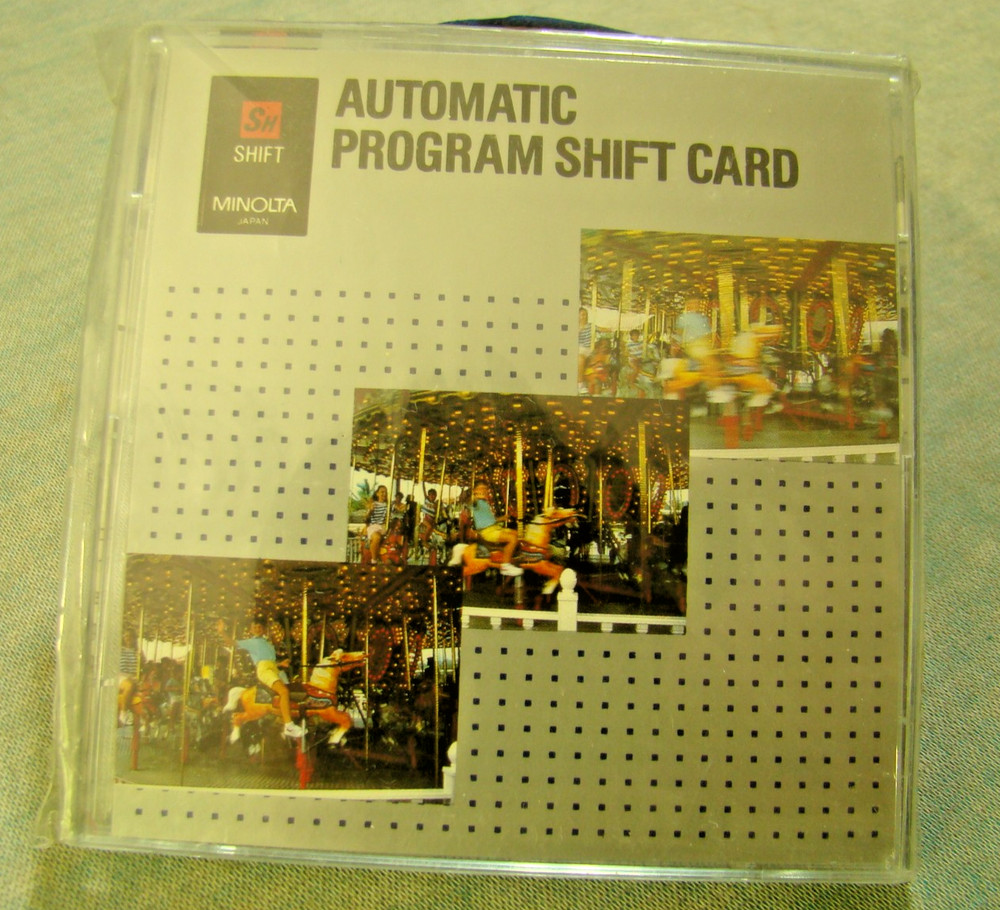 SH
SHIFT
MINOLTA
JAPAN
AUTOMATIC
PROGRAM SHIFT CARD